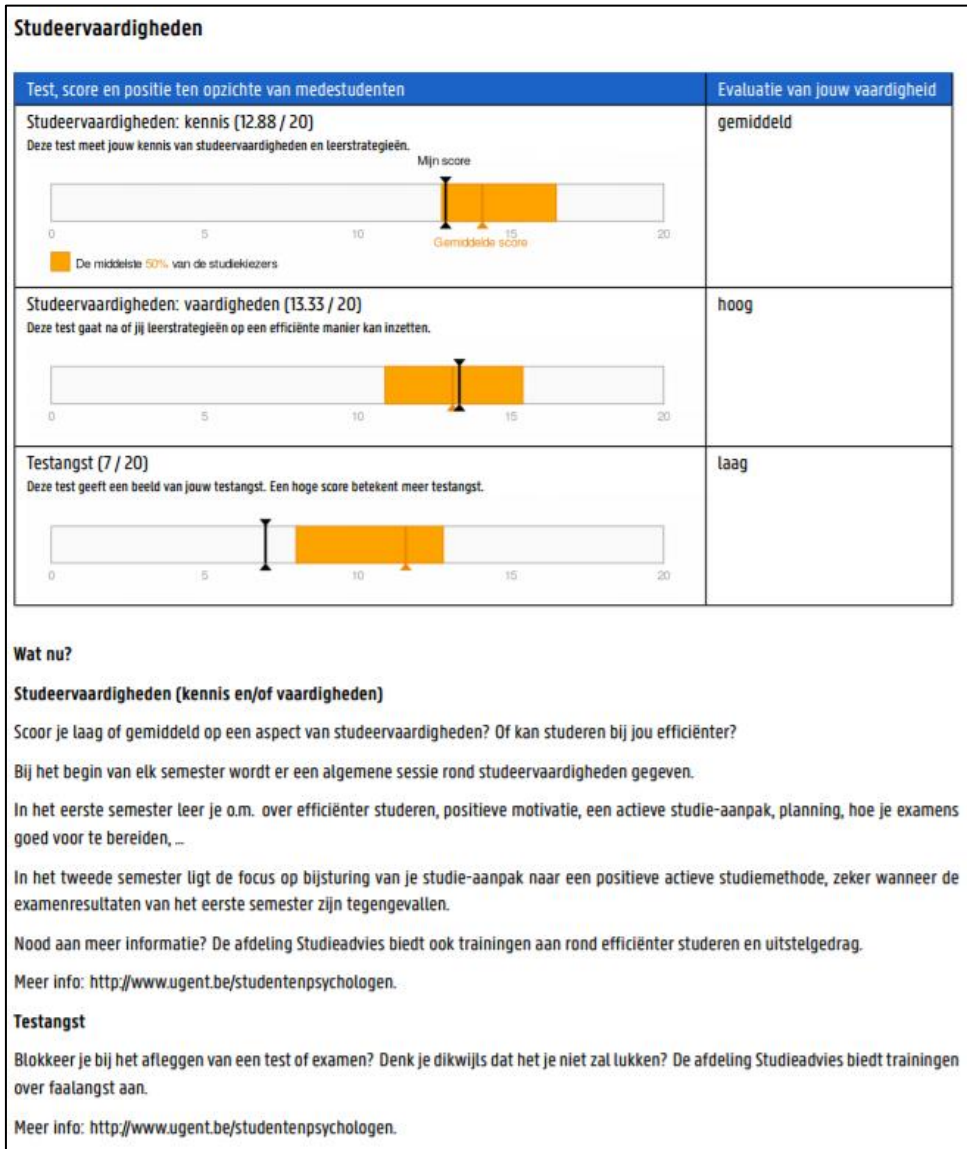 Studeervaardigheden
Test, score en positie ten opzichte van medestudenten
Evaluatie van jouw vaardigheid
Studeervaardigheden: kennis (12.88 / 20)
gemiddeld
Deze test meet jouw kennis van studeervaardigheden en leerstrategieën.
Mijn score
0 5 10 15 20
Gemiddelde score
De middelste 50% van de studiekiezers
Studeervaardigheden: vaardigheden (13.33 / 20)
hoog
Deze test gaat na of jij leerstrategieën op een efficiënte manier kan inzetten.
0 5 10 15 20
Testangst (7 / 20)
laag
Deze test geeft een beeld van jouw testangst. Een hoge score betekent meer testangst.
0 5 10 15 20
Wat nu?
Studeervaardigheden (kennis en/of vaardigheden)
Scoor je laag of gemiddeld op een aspect van studeervaardigheden? Of kan studeren bij jou efficiënter?
Bij het begin van elk semester wordt er een algemene sessie rond studeervaardigheden gegeven.
In het eerste semester leer je o.m. over efficiënter studeren, positieve motivatie, een actieve studie-aanpak, planning, hoe je examens
goed voor te bereiden, ...
In het tweede semester ligt de focus op bijsturing van je studie-aanpak naar een positieve actieve studiemethode, zeker wanneer de
examenresultaten van het eerste semester zijn tegengevallen.
Nood aan meer informatie? De afdeling Studieadvies biedt ook trainingen aan rond efficiënter studeren en uitstelgedrag.
Meer info: http://www.ugent.be/studentenpsychologen.
Testangst
Blokkeer je bij het afleggen van een test of examen? Denk je dikwijls dat het je niet zal lukken? De afdeling Studieadvies biedt trainingen
over faalangst aan.
Meer info: http://www.ugent.be/studentenpsychologen.